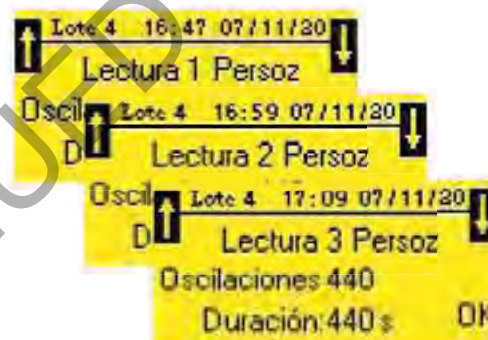 Lote 4 16:47 07/11/20
Lectura 1 Persoz
Oscil
D
Lote 4 16:59 07/11/20
Lectura 2 Persoz
Oscil
D
Lote 4 17:09 07/11/20
Lectura 3 Persoz
Oscilaciones 440
Duración:440 s OK